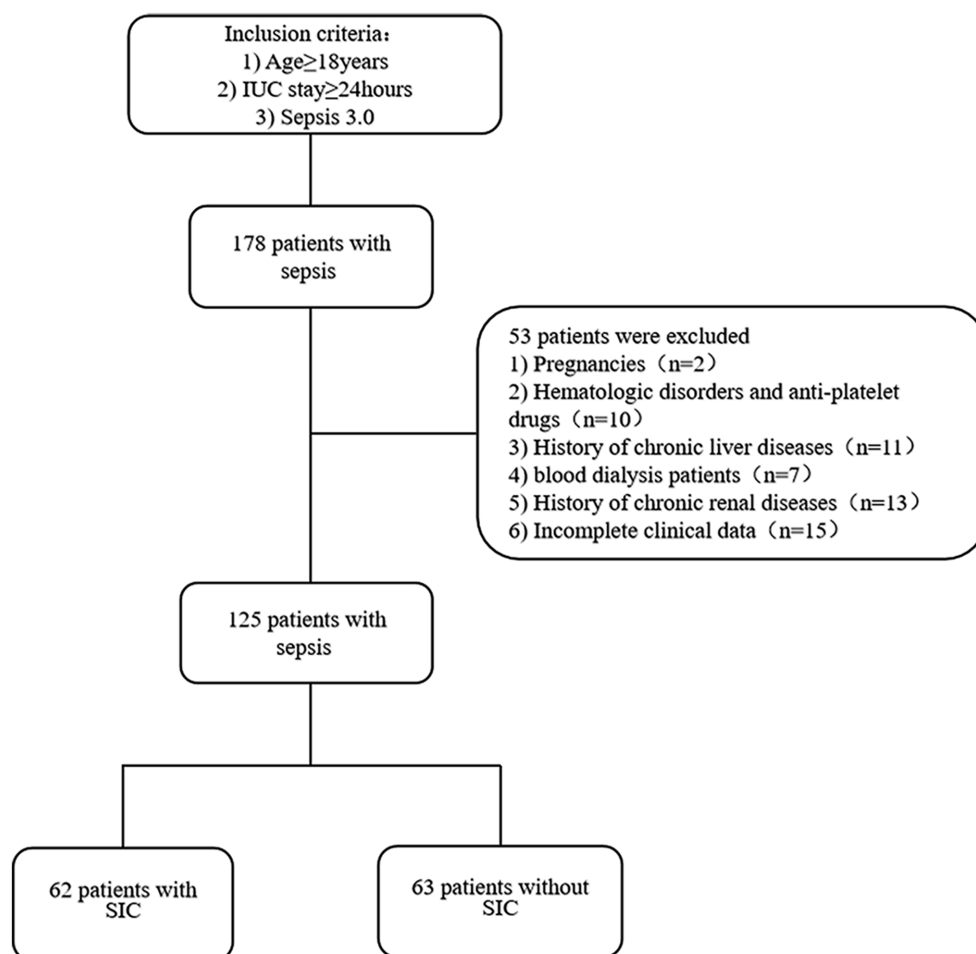 Inclusion criteria：
1) Age≥18years
2) IUC stay≥24hours
3) Sepsis 3.0
178 patients with
sepsis
53 patients were excluded
1) Pregnancies（n=2）
2) Hematologic disorders and anti-platelet
drugs（n=10）
3) History of chronic liver diseases（n=11）
4) blood dialysis patients（n=7）
5) History of chronic renal diseases（n=13）
6) Incomplete clinical data（n=15）
125 patients with
sepsis
62 patients with
SIC
63 patients without
SIC